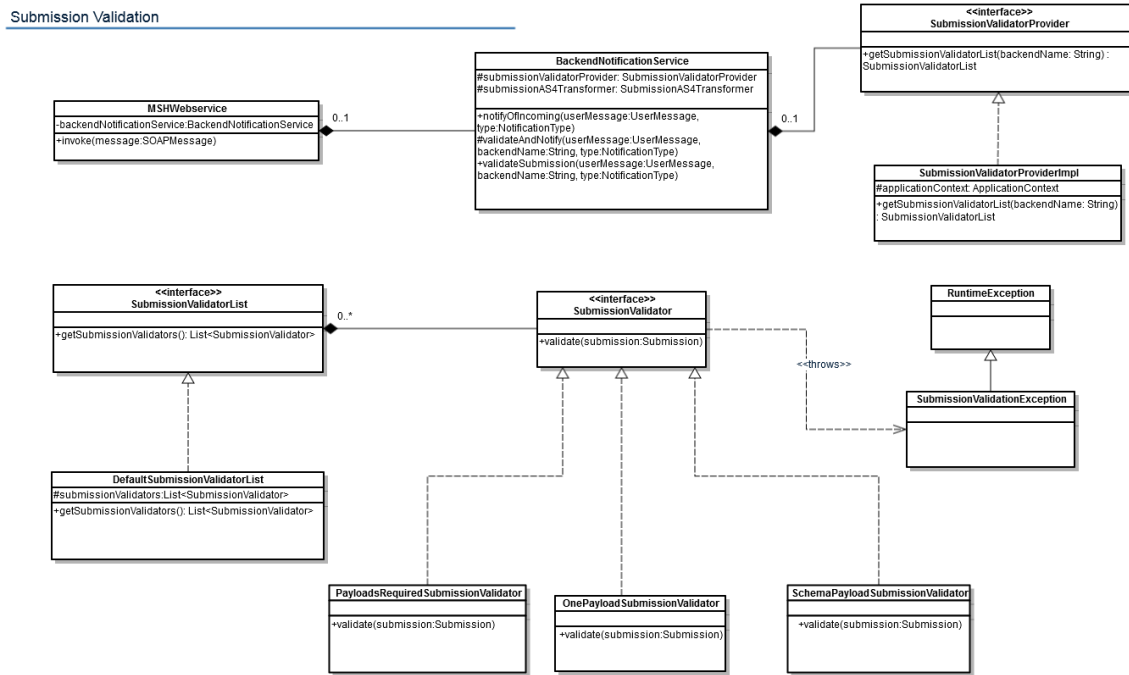 Submission Validation
<<interface>>
SubmissionValidatorProvider
+getSubmissionValidatorList(backendName: String) :
SubmissionValidatorList
BackendNotificationService
#submissionValidatorProvider: SubmissionValidatorProvider
#submissionAS4Transformer: SubmissionAS4Transformer
+notifyOfIncoming(userMessage:UserMessage,
type:NotificationType)
#validateAndNotify(userMessage:UserMessage,
backendName:String, type:NotificationType)
+validateSubmission(userMessage:UserMessage,
backendName:String, type:NotificationType)
0..1
MSHWebservice
-backendNotificationService:BackendNotificationService
+invoke(message:SOAPMessage)
0..1
SubmissionValidatorProviderImpl
#applicationContext: ApplicationContext
+getSubmissionValidatorList(backendName: String)
: SubmissionValidatorList
<<interface>>
SubmissionValidatorList
+getSubmissionValidators(): List<SubmissionValidator>
0..*
<<interface>>
SubmissionValidator
+validate(submission:Submission)
RuntimeException
<<throws>>
SubmissionValidationException
DefaultSubmissionValidatorList
#submissionValidators:List<SubmissionValidator>
+getSubmissionValidators(): List<SubmissionValidator>
PayloadsRequiredSubmissionValidator
+validate(submission:Submission)
OnePayloadSubmissionValidator
+validate(submission:Submission)
SchemaPayloadSubmissionValidator
+validate(submission:Submission)